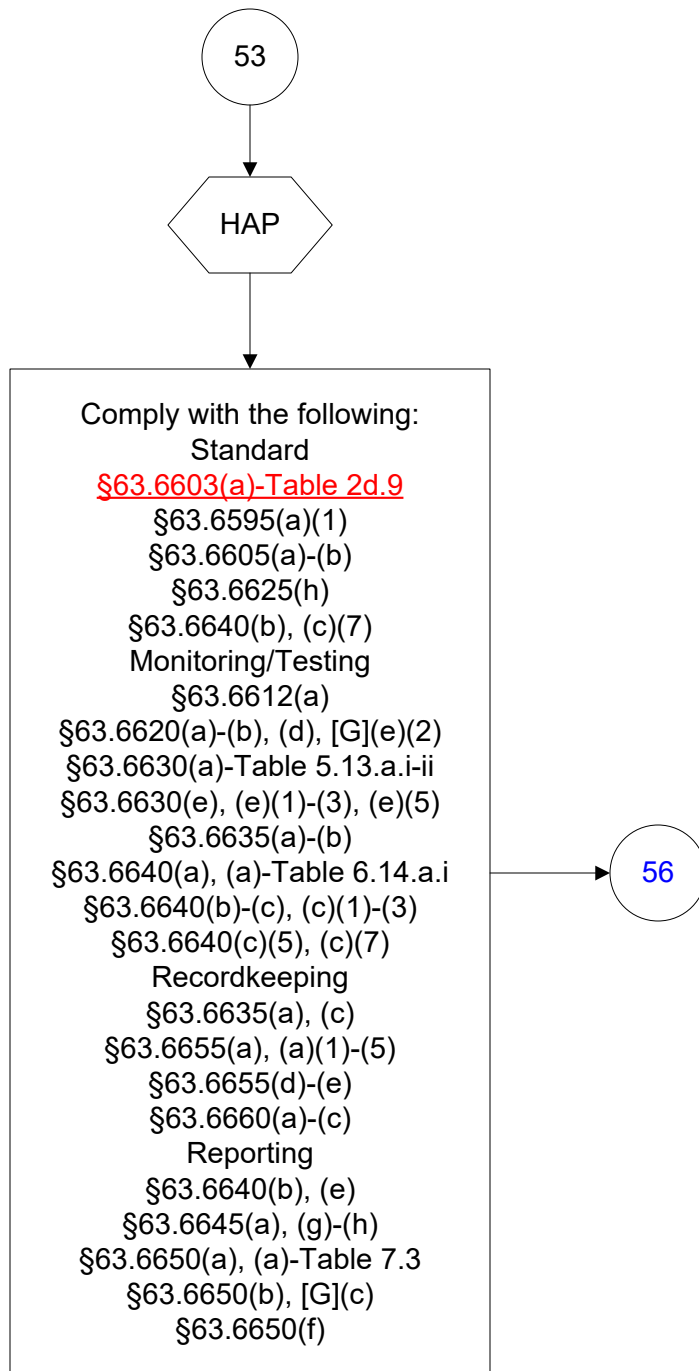 53
HAP
Comply with the following:
Standard
§63.6603(a)-Table 2d.9
§63.6595(a)(1)
§63.6605(a)-(b)
§63.6625(h)
§63.6640(b), (c)(7)
Monitoring/Testing
§63.6612(a)
§63.6620(a)-(b), (d), [G](e)(2)
§63.6630(a)-Table 5.13.a.i-ii
§63.6630(e), (e)(1)-(3), (e)(5)
§63.6635(a)-(b)
§63.6640(a), (a)-Table 6.14.a.i
§63.6640(b)-(c), (c)(1)-(3)
§63.6640(c)(5), (c)(7)
Recordkeeping
§63.6635(a), (c)
§63.6655(a), (a)(1)-(5)
§63.6655(d)-(e)
§63.6660(a)-(c)
Reporting
§63.6640(b), (e)
§63.6645(a), (g)-(h)
§63.6650(a), (a)-Table 7.3
§63.6650(b), [G](c)
§63.6650(f)
56